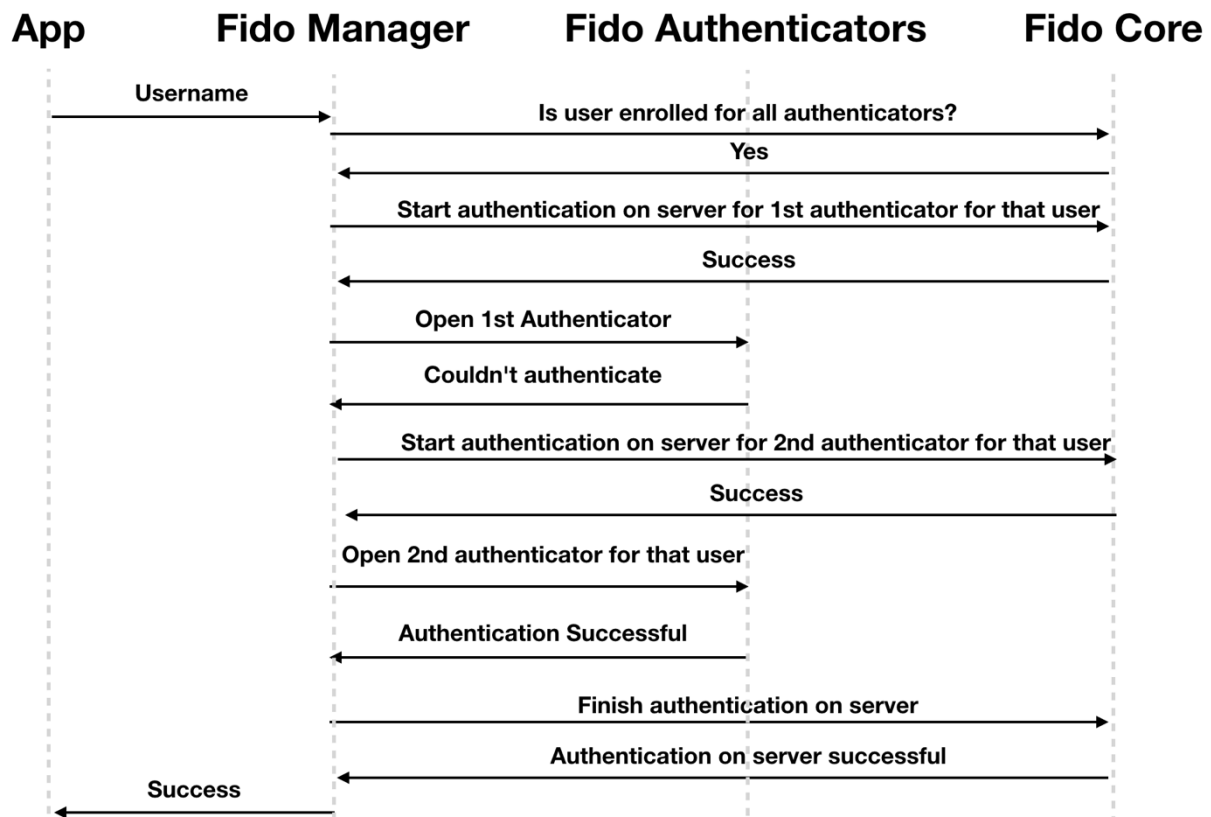 App Fido Manager Fido Authenticators Fido Core
Username
Is user enrolled for all authenticators?
Yes
Start authentication on server for 1st authenticator for that user
Success
Open 1st Authenticator
Couldn't authenticate
Start authentication on server for 2nd authenticator for that user
Success
Open 2nd authenticator for that user
Authentication Successful
Finish authentication on server
Authentication on server successful
Success